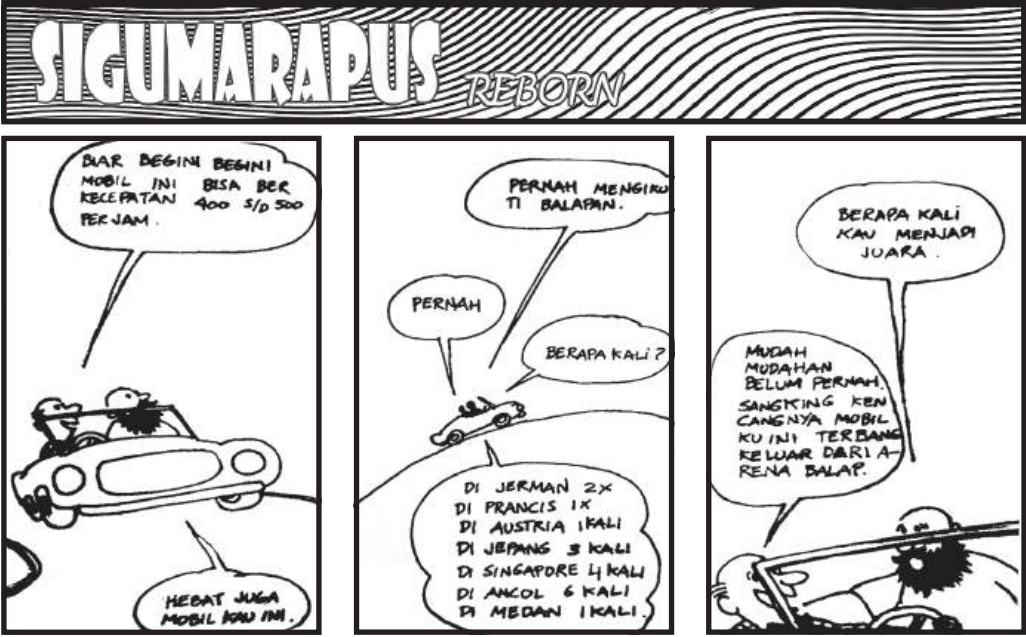 SIGUMARAPUS
REBORN
BIAR BEGINI BEGINI
MOBIL INI BISA BER
KECEPATAN 400 S/D 500
PER JAM.
HEBAT JUGA
MOBIL KAU INI.
PERNAH MENGIKU
TI BALAPAN.
PERNAH
BERAPA KALI?
DI JERMAN 2X
DI PRANCIS 1X
DI AUSTRIA 1 KALI
DI JEPANG 3 KALI
DI SINGAPORE 4 KALI
DI ANCOL 6 KALI
DI MEDAN 1 KALI.
BERAPA KALI
KAU MENJADI
JUARA.
MUDAH
MUDAHAN
BELUM PERNAH.
SANGKING KEN
CANGNYA MOBIL
KU INI TERBANG
KELUAR DARI A-
RENA BALAP.